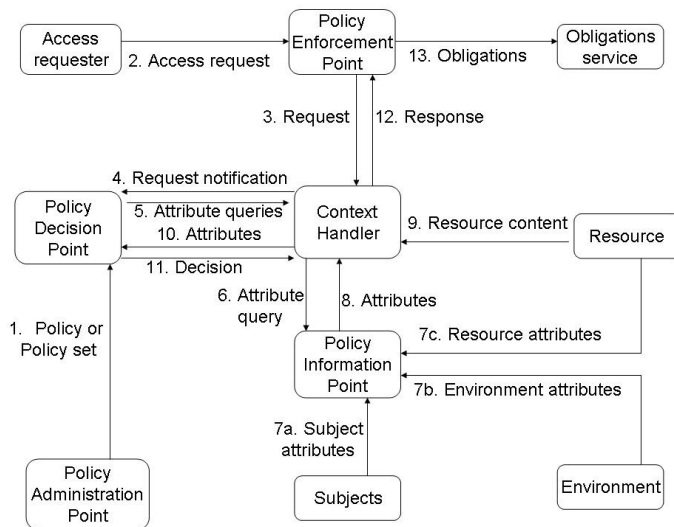 Access
requester
2. Access request
Policy
Enforcement
Point
13. Obligations
Obligations
service
3. Request
12. Response
4. Request notification
5. Attribute queries
10. Attributes
11. Decision
Policy
Decision
Point
Context
Handler
9. Resource content
Resource
6. Attribute
query
8. Attributes
1. Policy or
Policy set
7c. Resource attributes
Policy
Information
Point
7b. Environment attributes
7a. Subject
attributes
Policy
Administration
Point
Subjects
Environment